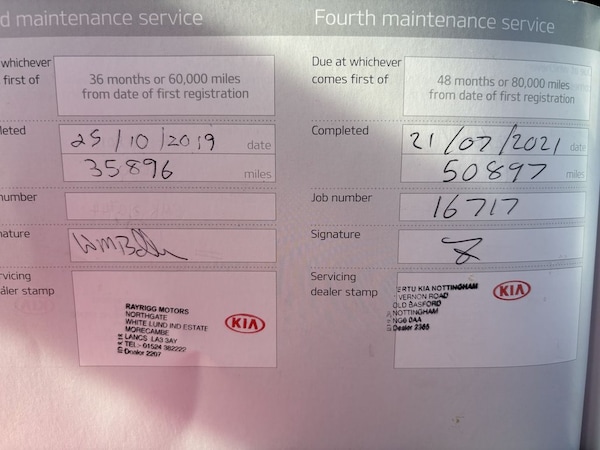 d maintenance service
whichever
first of
36 months or 60,000 miles
from date of first registration
leted
25/10/2019 date
35896 miles
number
nature
rvicing
aler stamp
RAYRIGG MOTORS
NORTHGATE
WHITE LUND IND ESTATE
MORECAMBE
LANCS LA3 3AY
TEL:- 01524 382222
Dealer 2207
KIA
Fourth maintenance service
Due at whichever
comes first of
48 months or 80,000 miles
from date of first registration
Completed
21/07/2021 date
50897 miles
Job number
16717
Signature
Servicing
dealer stamp
ERTU KIA NOTTINGHAM
VERNON ROAD
OLD BASFORD
NOTTINGHAM
NG6 0AA
Dealer 2365
KIA